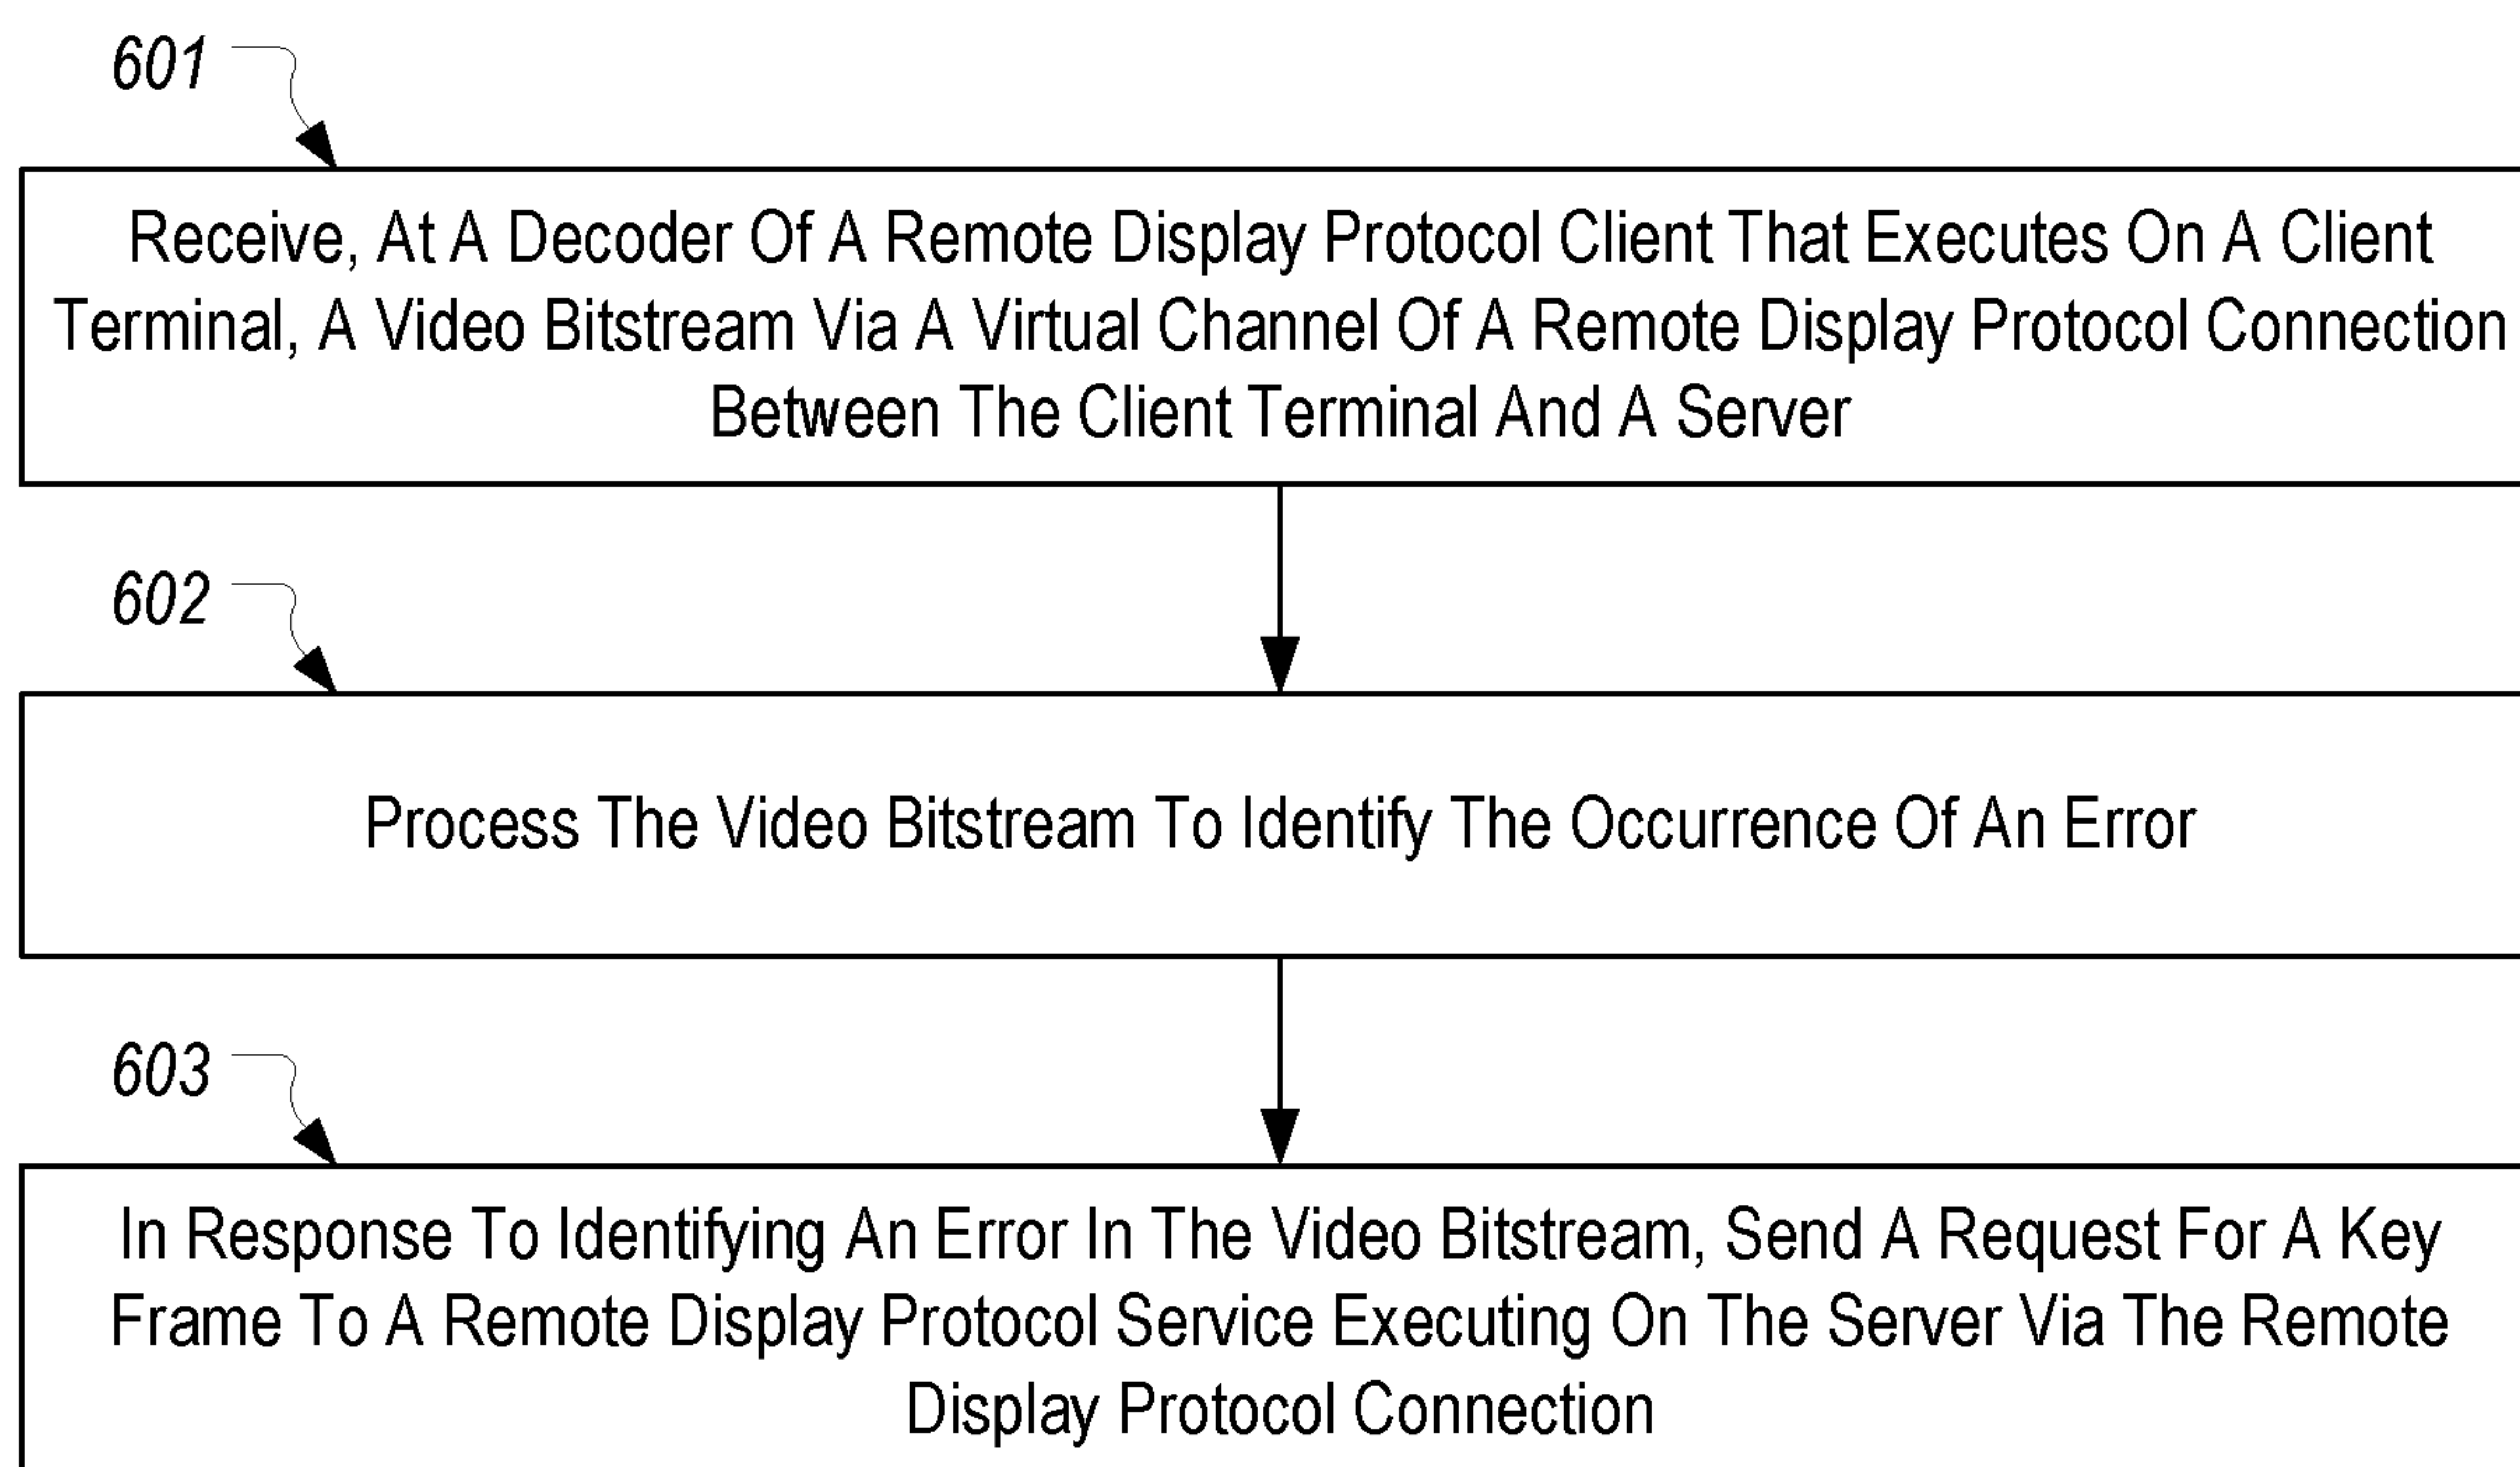 601
Receive, At A Decoder Of A Remote Display Protocol Client That Executes On A Client
Terminal, A Video Bitstream Via A Virtual Channel Of A Remote Display Protocol Connection
Between The Client Terminal And A Server
602
Process The Video Bitstream To Identify The Occurrence Of An Error
603
In Response To Identifying An Error In The Video Bitstream, Send A Request For A Key
Frame To A Remote Display Protocol Service Executing On The Server Via The Remote
Display Protocol Connection